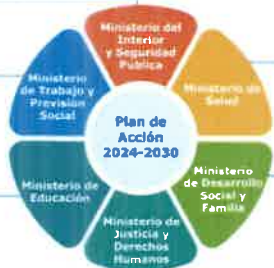 Ministerio del
Interior
y Seguridad
Pública
Ministerio
de Salud
Ministerio
de Desarrollo
Social y
Familia
Ministerio de
Justicia y
Derechos
Humanos
Ministerio de
Educación
Ministerio
de Trabajo y
Previsión
Social
Plan de
Acción
2024-2030